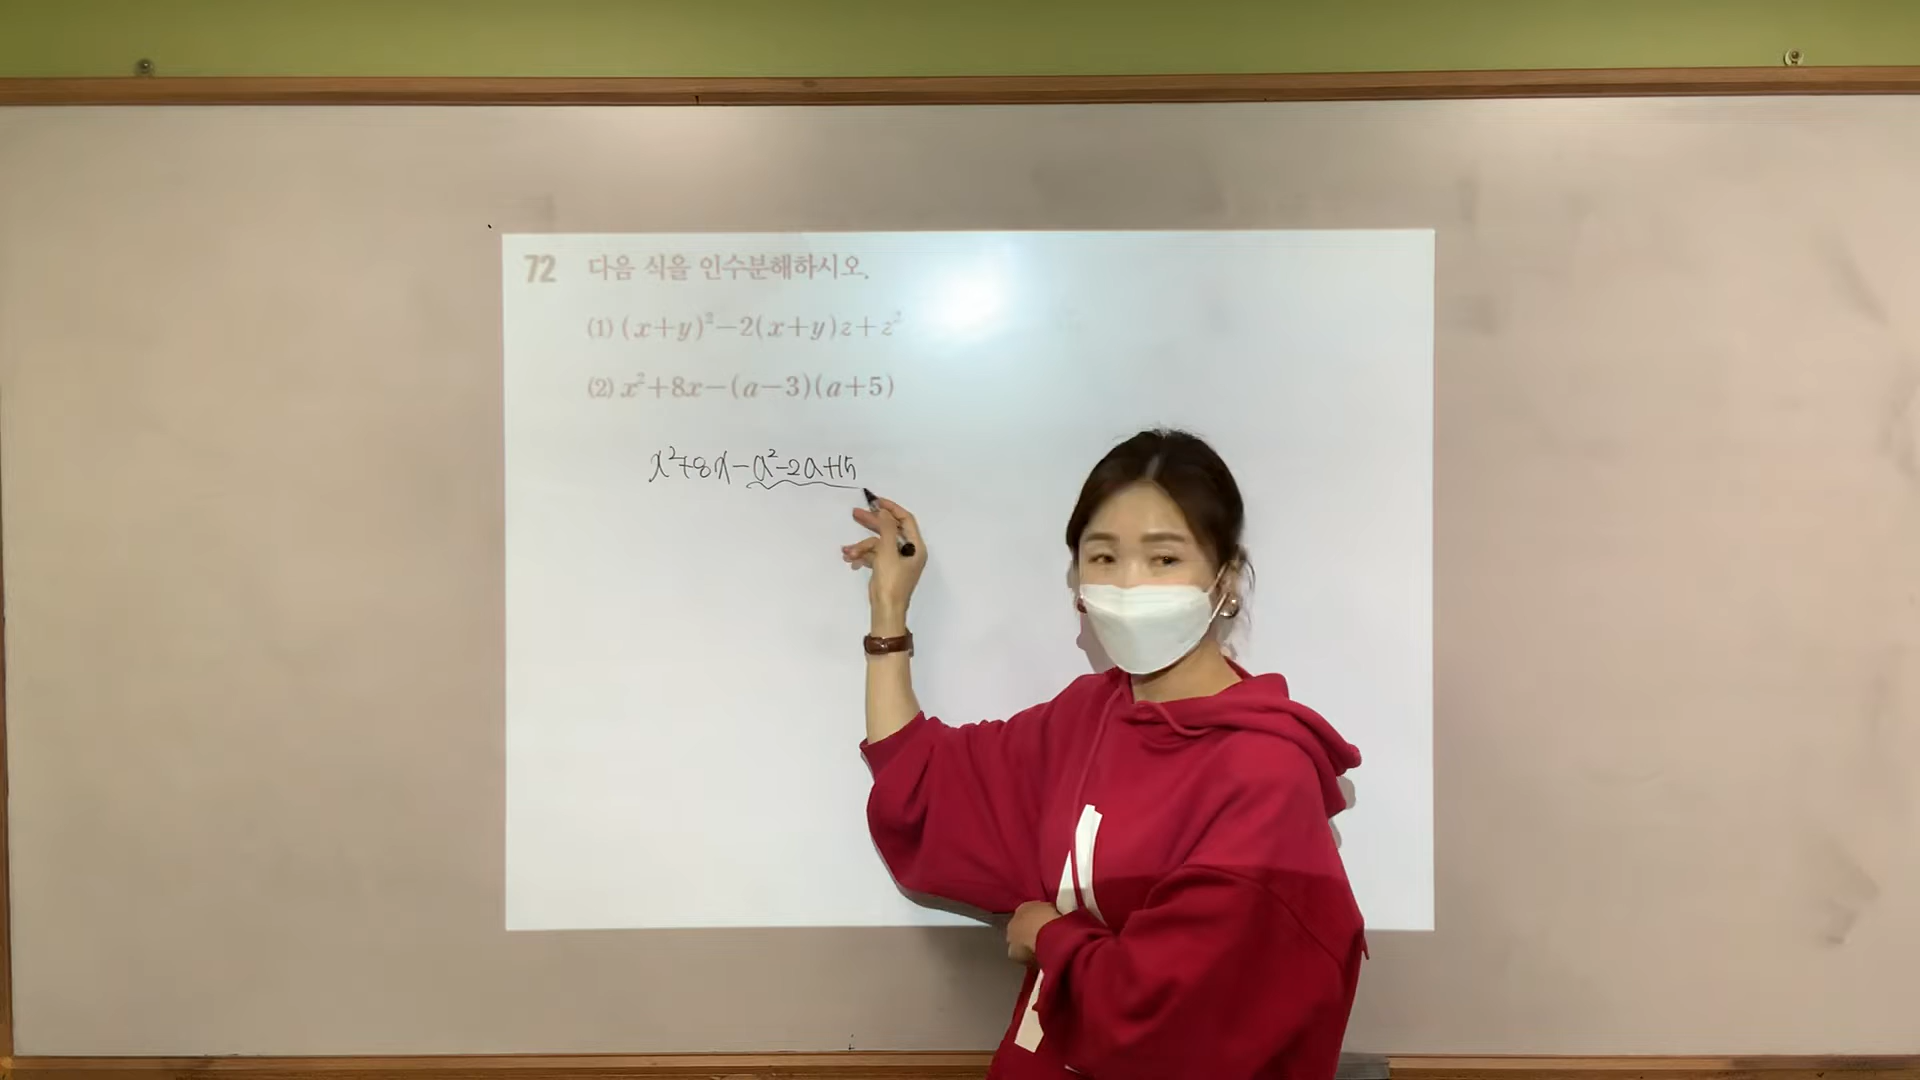 72 다음 식을 인수분해하시오.
(1) (x+y)²−2(x+y)z+z²
(2) x²+8x−(a−3)(a+5)
x²+8x−a²−2a+15